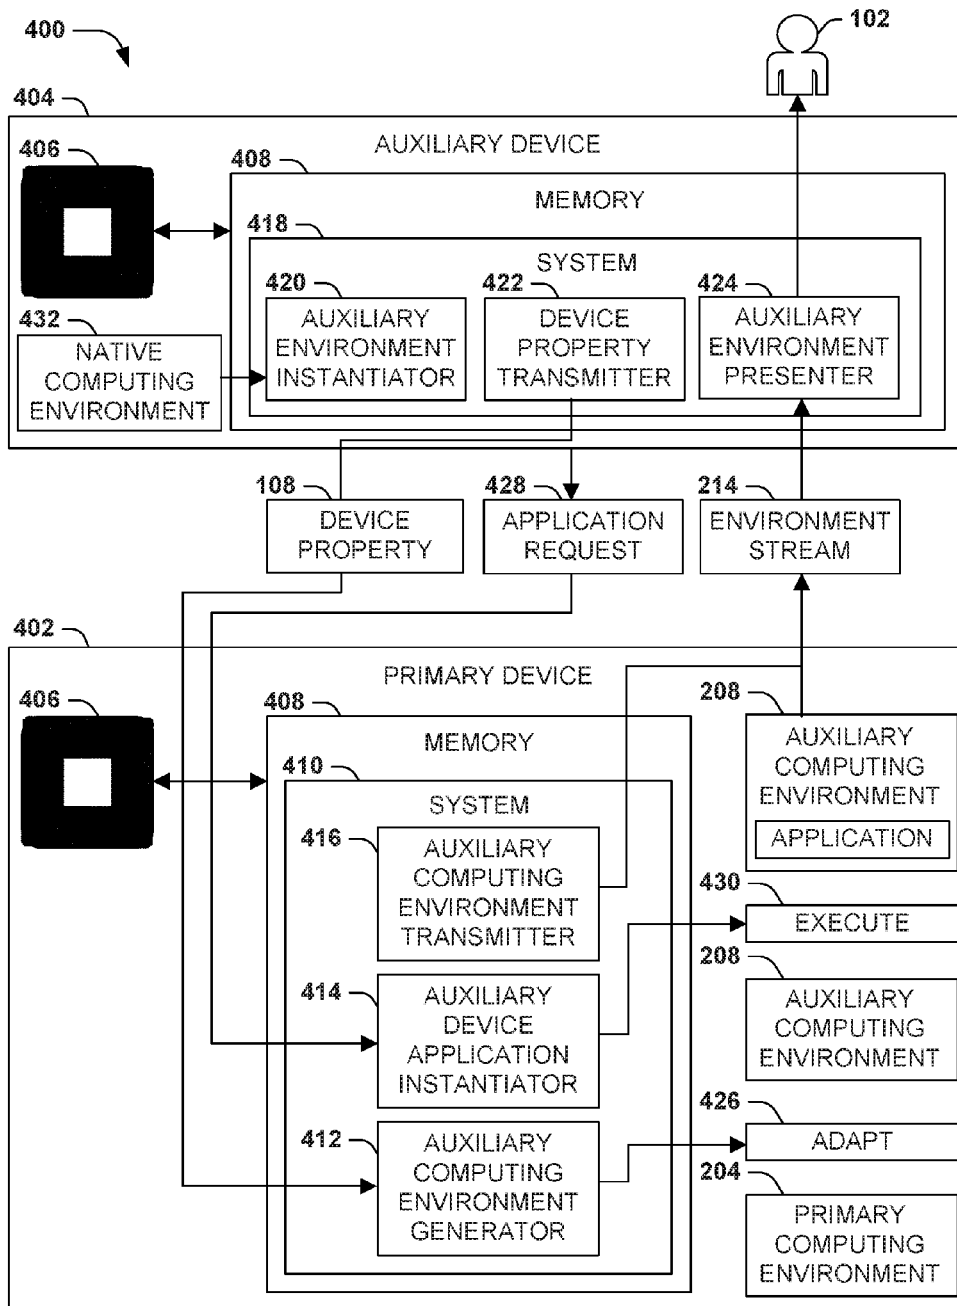 400
102
404
AUXILIARY DEVICE
406
408
MEMORY
418
SYSTEM
420
AUXILIARY
ENVIRONMENT
INSTANTIATOR
422
DEVICE
PROPERTY
TRANSMITTER
424
AUXILIARY
ENVIRONMENT
PRESENTER
432
NATIVE
COMPUTING
ENVIRONMENT
108
DEVICE
PROPERTY
428
APPLICATION
REQUEST
214
ENVIRONMENT
STREAM
402
PRIMARY DEVICE
406
408
MEMORY
410
SYSTEM
416
AUXILIARY
COMPUTING
ENVIRONMENT
TRANSMITTER
414
AUXILIARY
DEVICE
APPLICATION
INSTANTIATOR
412
AUXILIARY
COMPUTING
ENVIRONMENT
GENERATOR
208
AUXILIARY
COMPUTING
ENVIRONMENT
APPLICATION
430
EXECUTE
208
AUXILIARY
COMPUTING
ENVIRONMENT
426
ADAPT
204
PRIMARY
COMPUTING
ENVIRONMENT